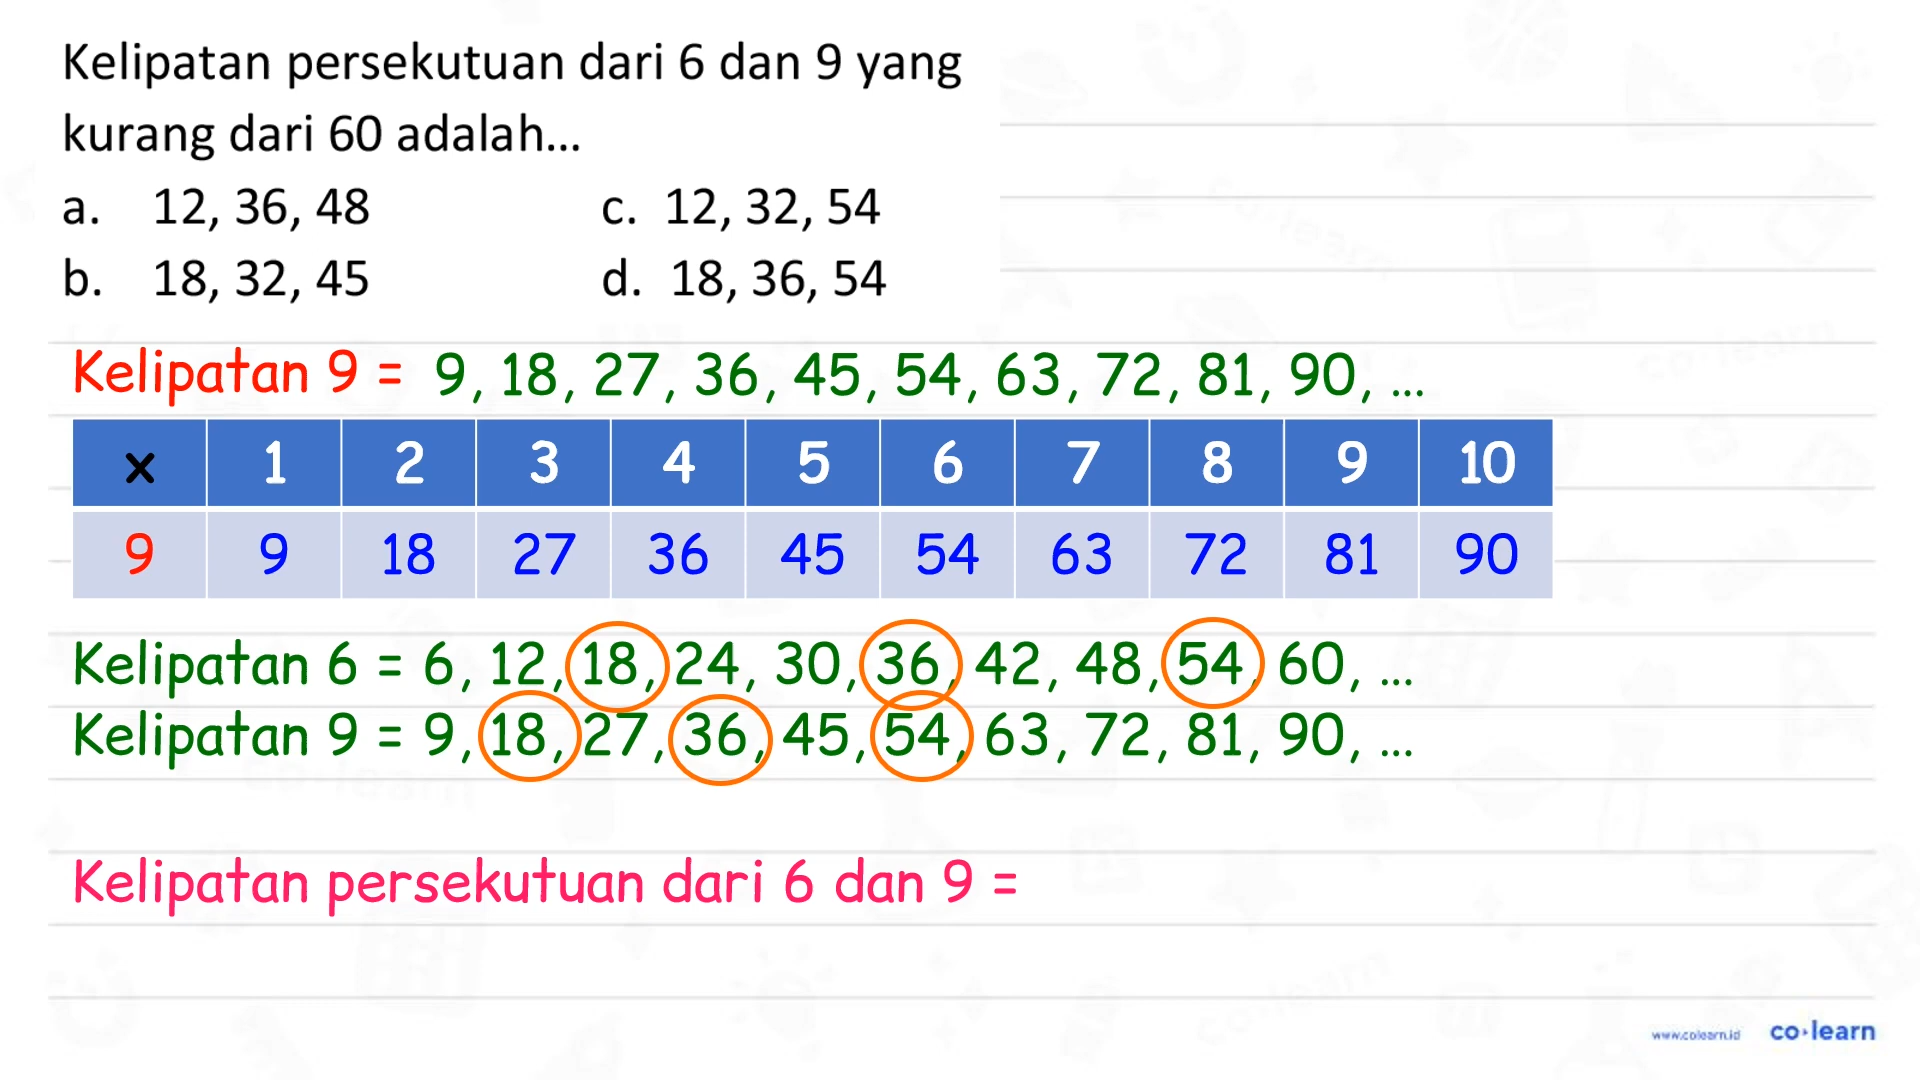 Kelipatan persekutuan dari 6 dan 9 yang
kurang dari 60 adalah...
a. 12, 36, 48 c. 12, 32, 54
b. 18, 32, 45 d. 18, 36, 54
Kelipatan 9 = 9, 18, 27, 36, 45, 54, 63, 72, 81, 90, ...
x 1 2 3 4 5 6 7 8 9 10
9 9 18 27 36 45 54 63 72 81 90
Kelipatan 6 = 6, 12, 18, 24, 30, 36, 42, 48, 54, 60, ...
Kelipatan 9 = 9, 18, 27, 36, 45, 54, 63, 72, 81, 90, ...
Kelipatan persekutuan dari 6 dan 9 =
www.colearn.id co·learn